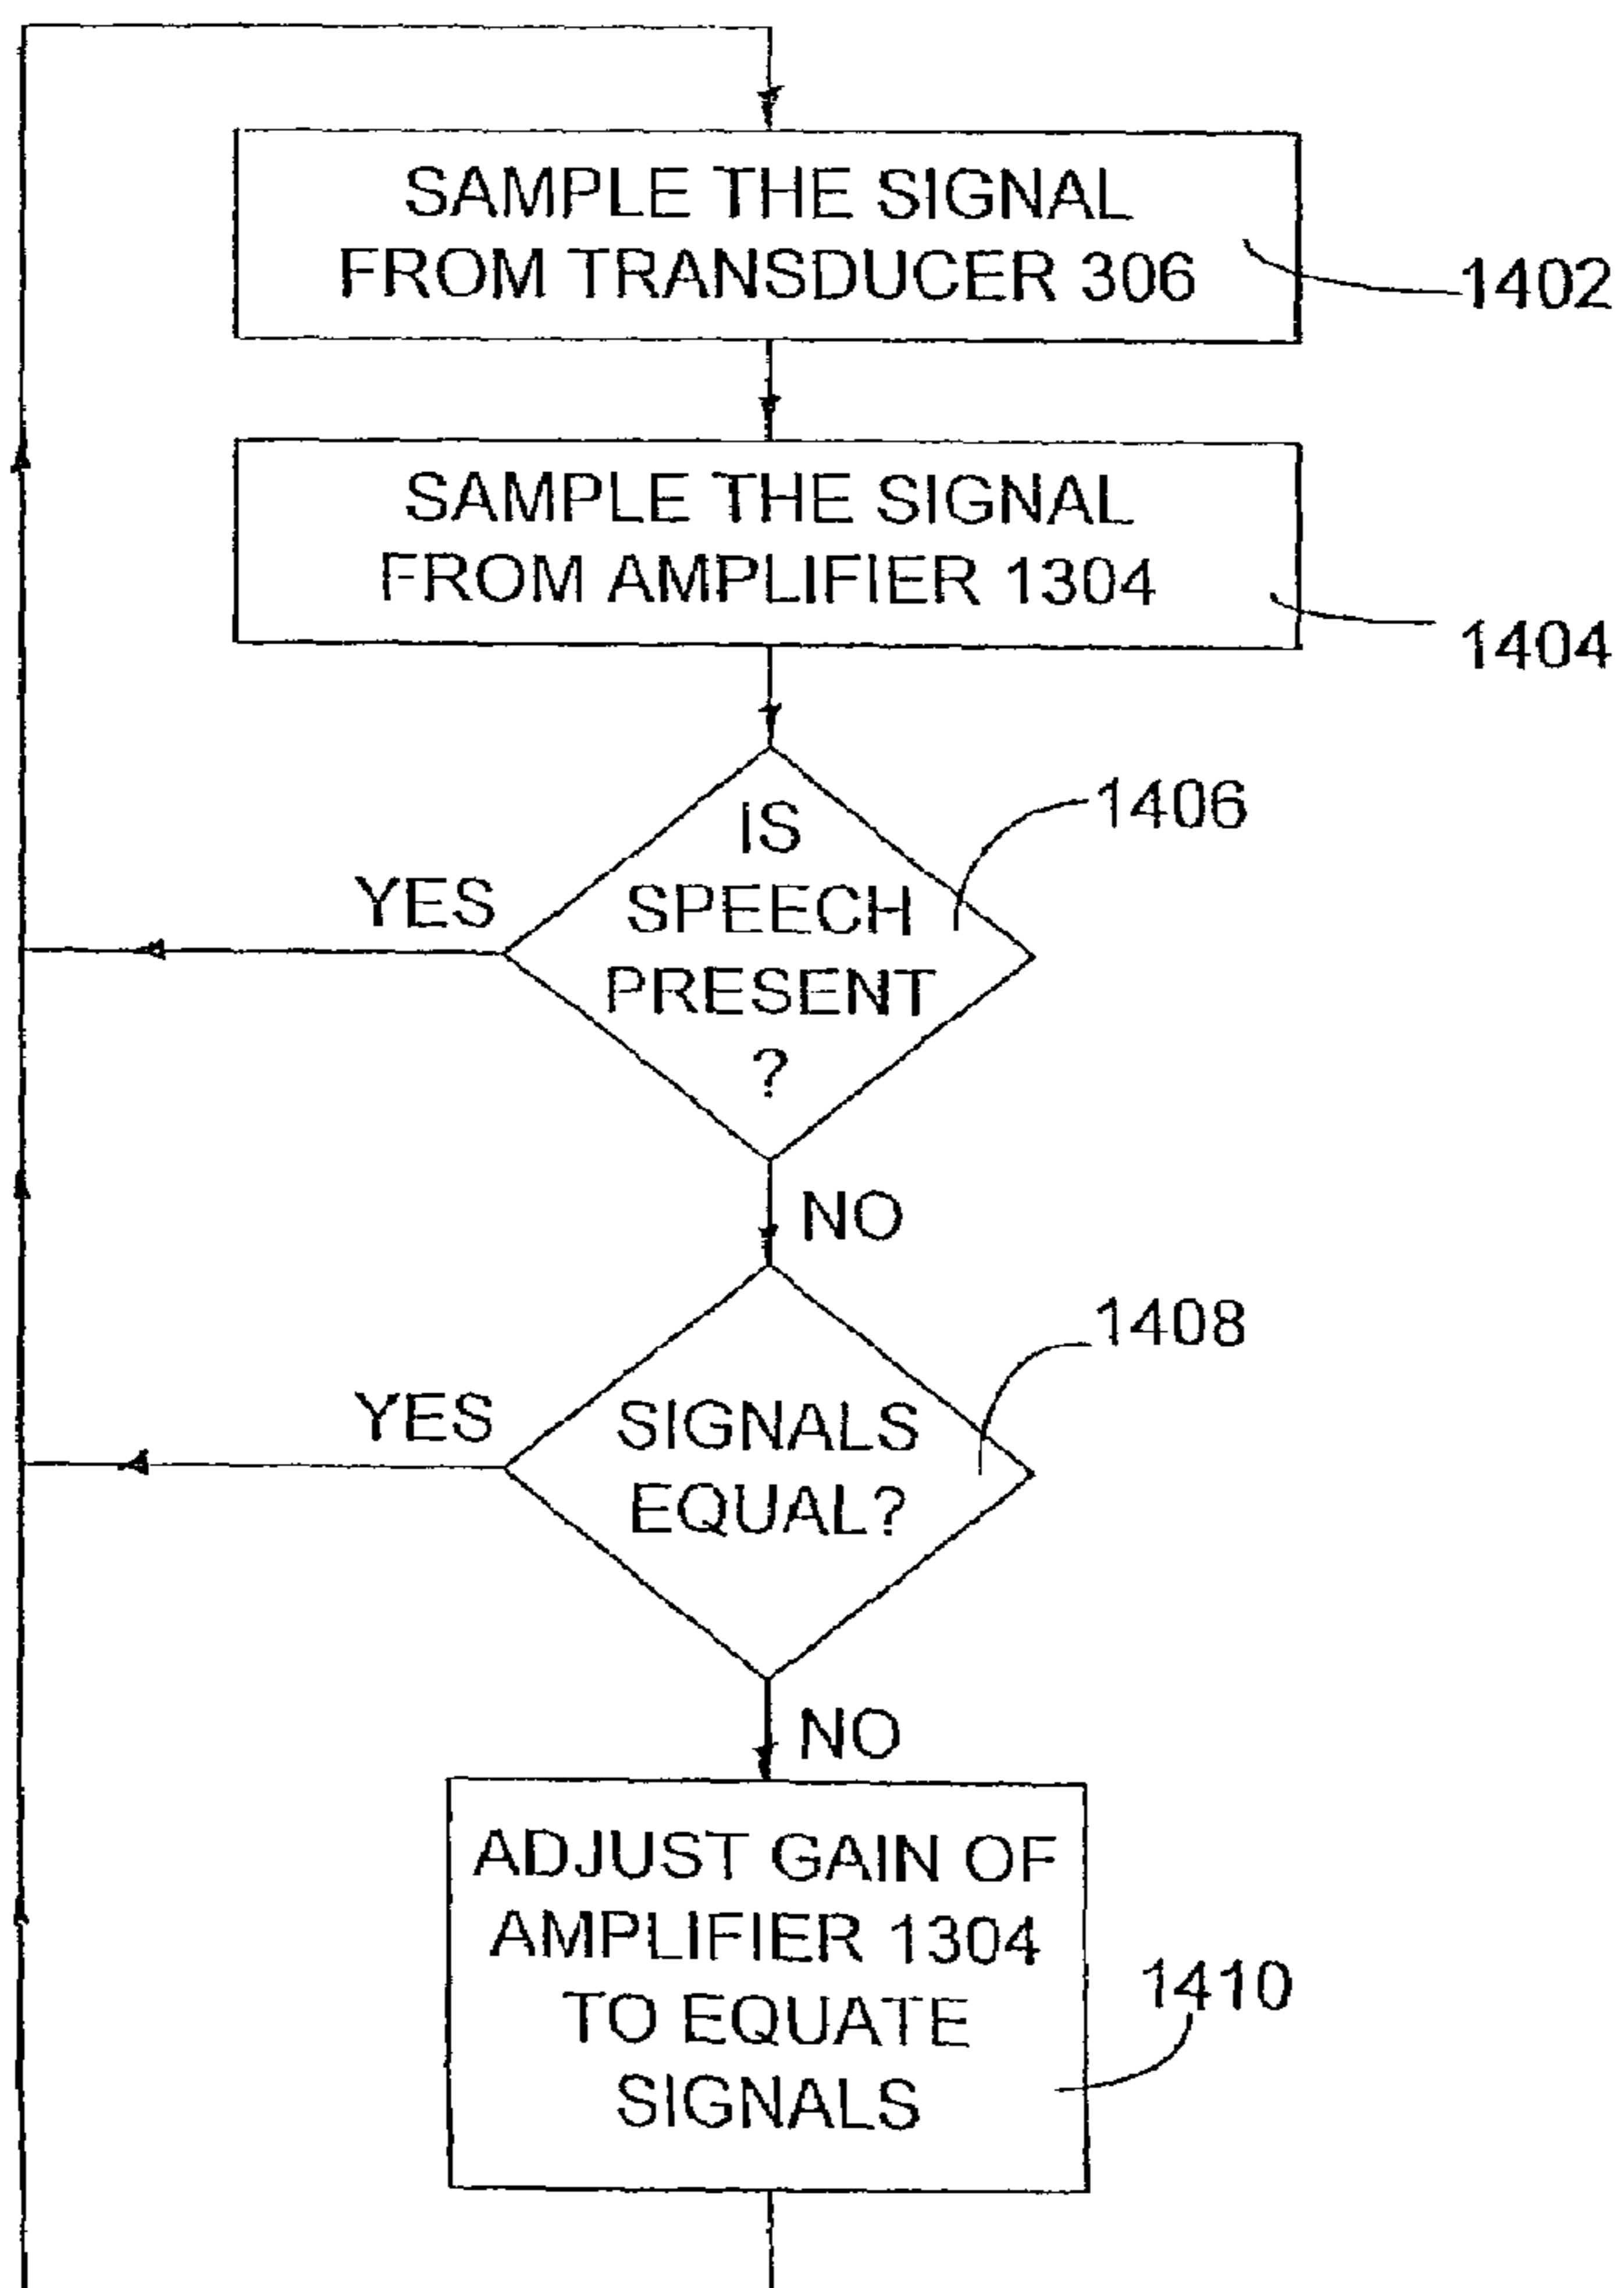 SAMPLE THE SIGNAL
FROM TRANSDUCER 306
1402
SAMPLE THE SIGNAL
FROM AMPLIFIER 1304
1404
IS
SPEECH
PRESENT
?
1406
YES
NO
SIGNALS
EQUAL?
1408
YES
NO
ADJUST GAIN OF
AMPLIFIER 1304
TO EQUATE
SIGNALS
1410